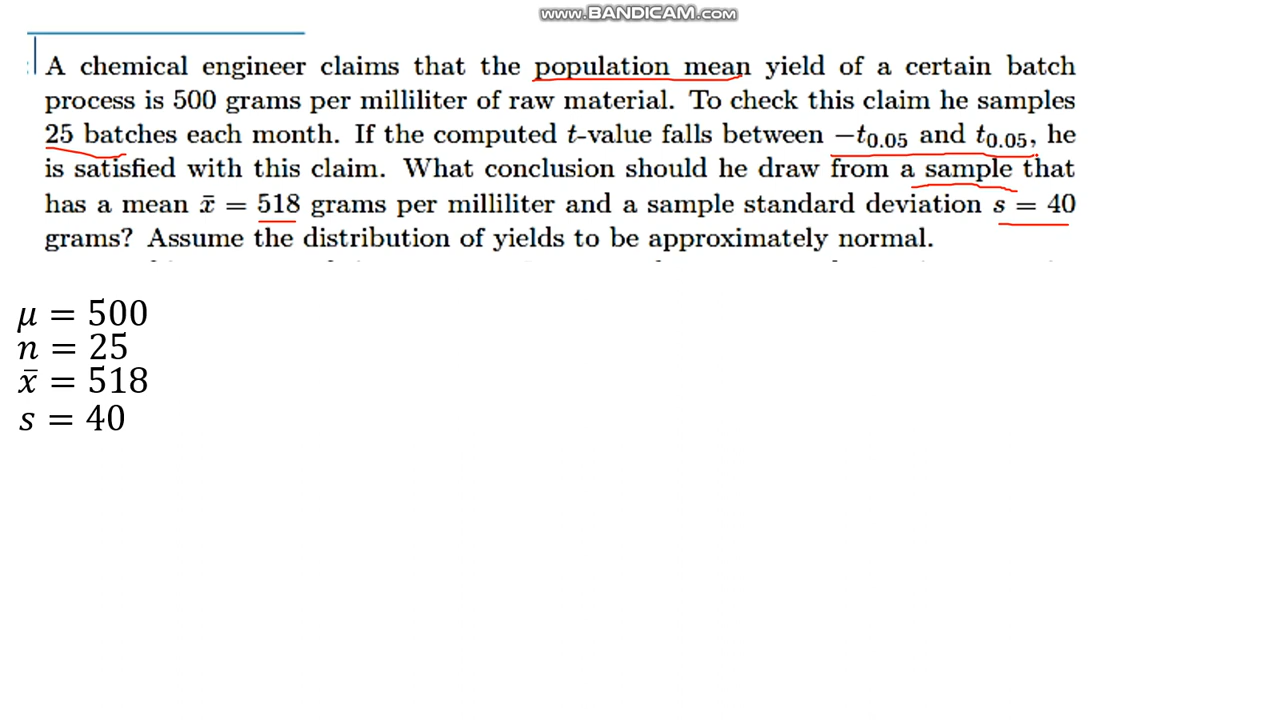 www.BANDICAM.com
A chemical engineer claims that the population mean yield of a certain batch
process is 500 grams per milliliter of raw material. To check this claim he samples
25 batches each month. If the computed t-value falls between −t0.05 and t0.05, he
is satisfied with this claim. What conclusion should he draw from a sample that
has a mean x̄ = 518 grams per milliliter and a sample standard deviation s = 40
grams? Assume the distribution of yields to be approximately normal.
μ = 500
n = 25
x̄ = 518
s = 40